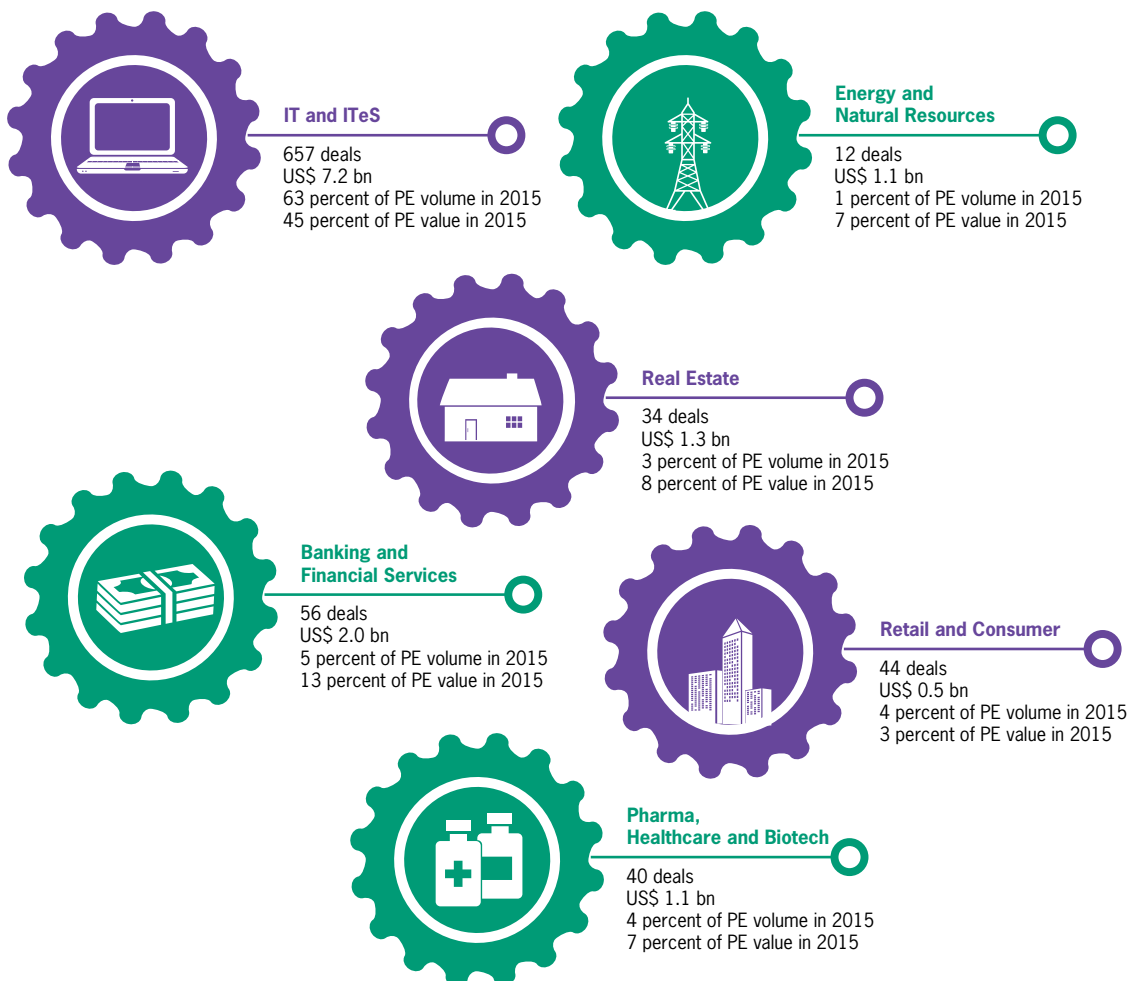 IT and ITeS
657 deals
US$ 7.2 bn
63 percent of PE volume in 2015
45 percent of PE value in 2015
Energy and
Natural Resources
12 deals
US$ 1.1 bn
1 percent of PE volume in 2015
7 percent of PE value in 2015
Real Estate
34 deals
US$ 1.3 bn
3 percent of PE volume in 2015
8 percent of PE value in 2015
Banking and
Financial Services
56 deals
US$ 2.0 bn
5 percent of PE volume in 2015
13 percent of PE value in 2015
Retail and Consumer
44 deals
US$ 0.5 bn
4 percent of PE volume in 2015
3 percent of PE value in 2015
Pharma,
Healthcare and Biotech
40 deals
US$ 1.1 bn
4 percent of PE volume in 2015
7 percent of PE value in 2015